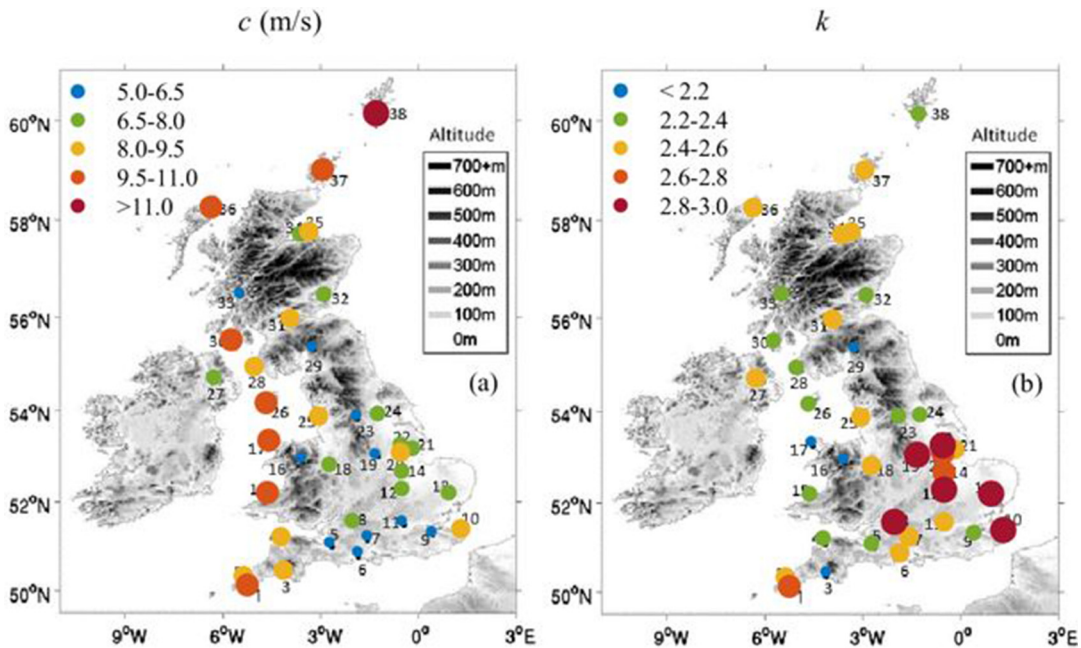 c (m/s)
k
5.0-6.5
6.5-8.0
8.0-9.5
9.5-11.0
>11.0
< 2.2
2.2-2.4
2.4-2.6
2.6-2.8
2.8-3.0
Altitude
700+m
600m
500m
400m
300m
200m
100m
0m
Altitude
700+m
600m
500m
400m
300m
200m
100m
0m
60°N
58°N
56°N
54°N
52°N
50°N
60°N
58°N
56°N
54°N
52°N
50°N
38
37
36
35
33
32
31
29
28
27
26
25
24
23
22
21
20
19
18
17
16
14
12
10
9
8
7
6
5
3
1
(a)
38
37
36
35
33
32
31
30
29
28
27
26
25
24
23
21
18
17
16
14
10
9
7
6
5
3
1
(b)
9°W
6°W
3°W
0°
3°E
9°W
6°W
3°W
0°
3°E